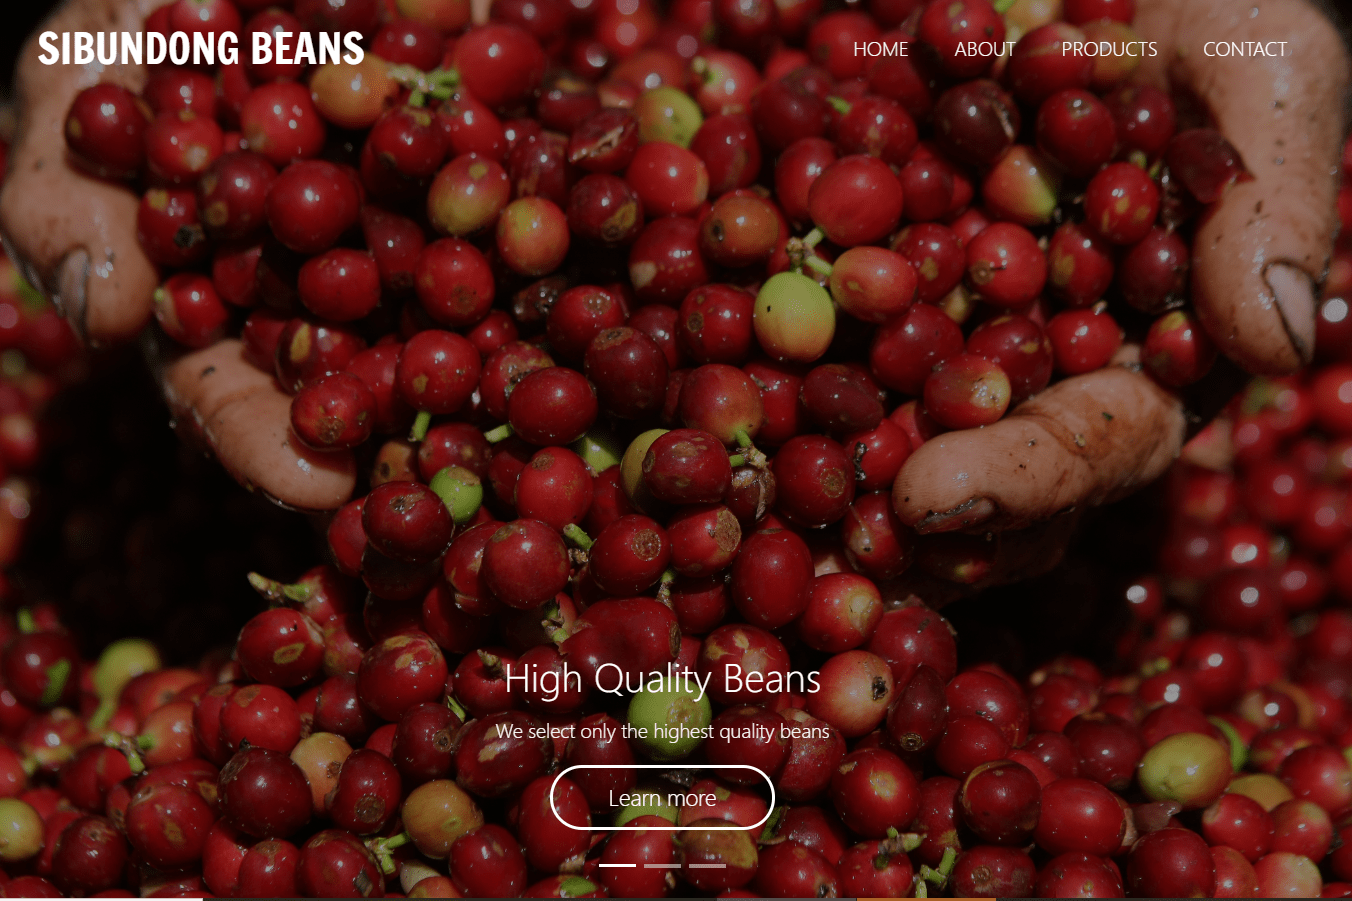 SIBUNDONG BEANS
HOME ABOUT PRODUCTS CONTACT
High Quality Beans
We select only the highest quality beans
Learn more